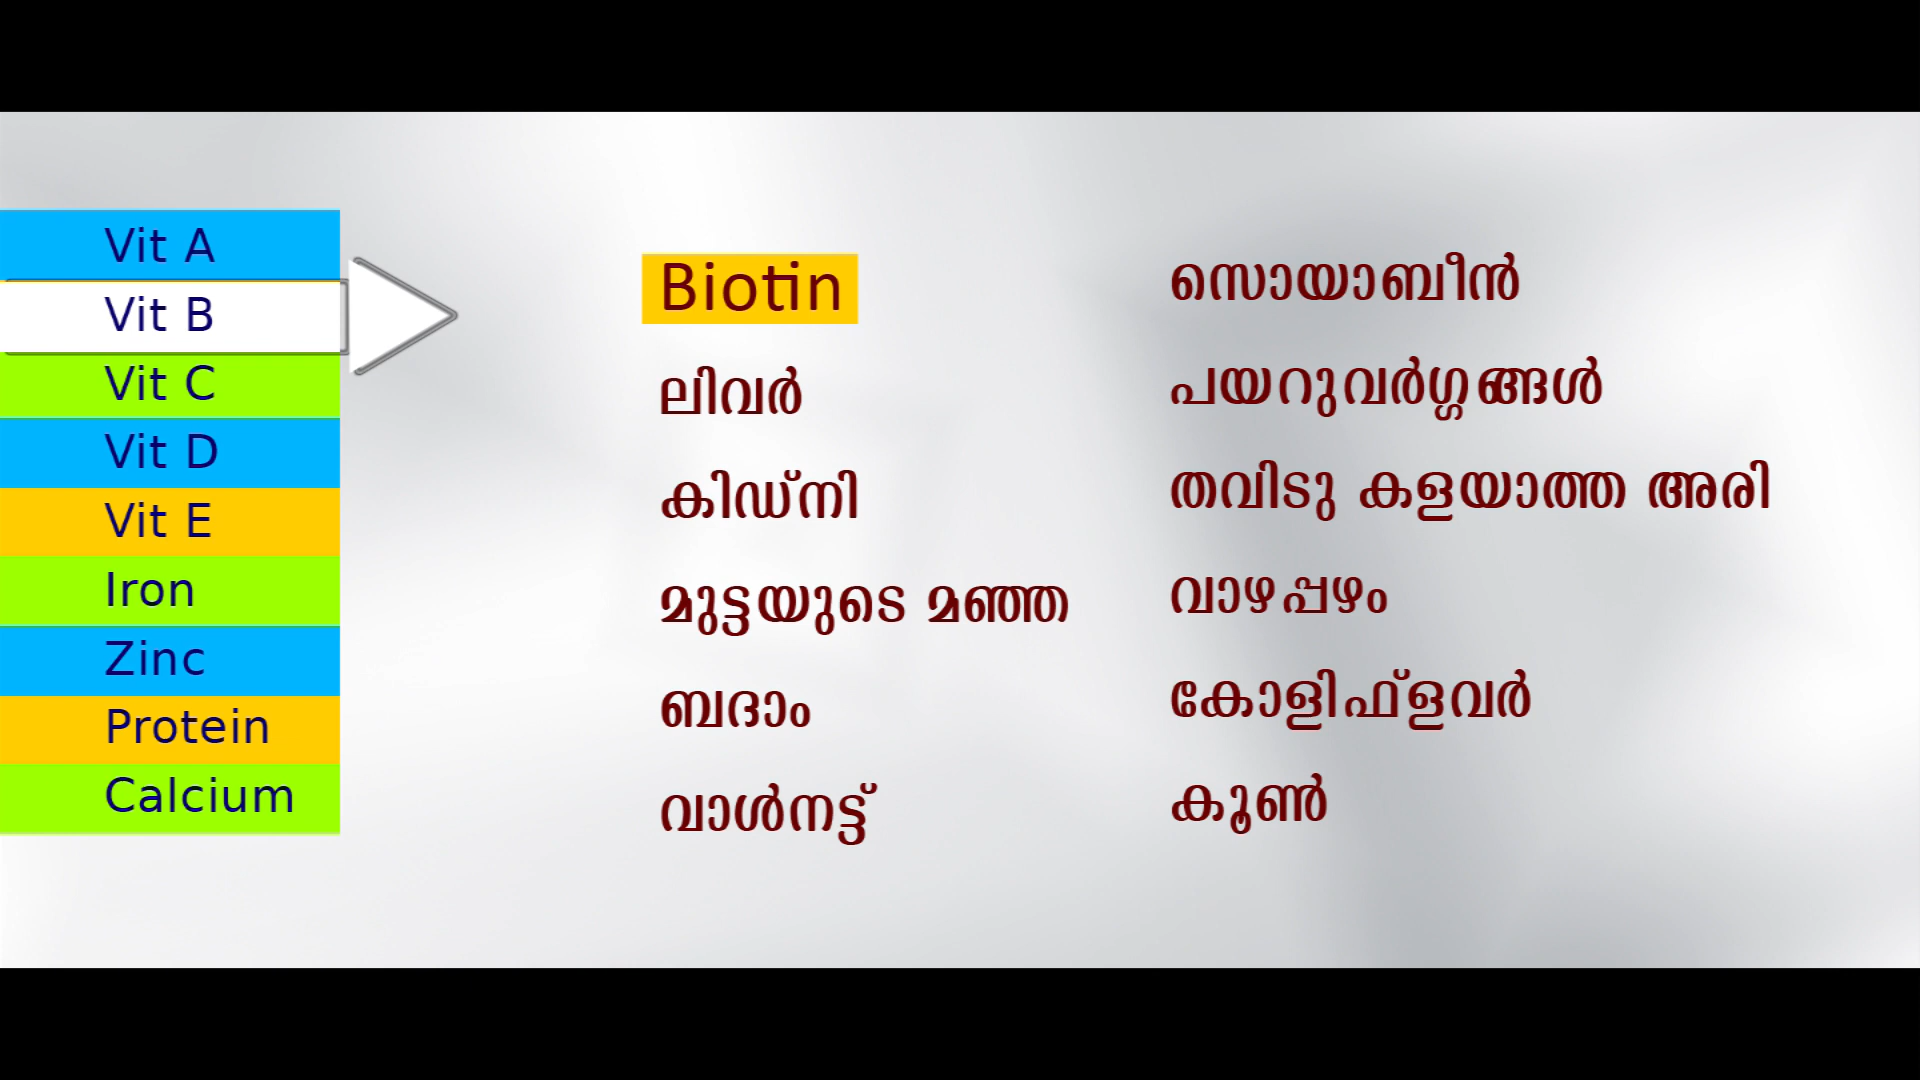 Vit A
Vit B
Vit C
Vit D
Vit E
Iron
Zinc
Protein
Calcium
Biotin
ലിവർ
കിഡ്നി
മുട്ടയുടെ മഞ്ഞ
ബദാം
വാൾനട്ട്
സൊയാബീൻ
പയറുവർഗ്ഗങ്ങൾ
തവിടു കളയാത്ത അരി
വാഴപ്പഴം
കോളിഫ്ളവർ
കൂൺ